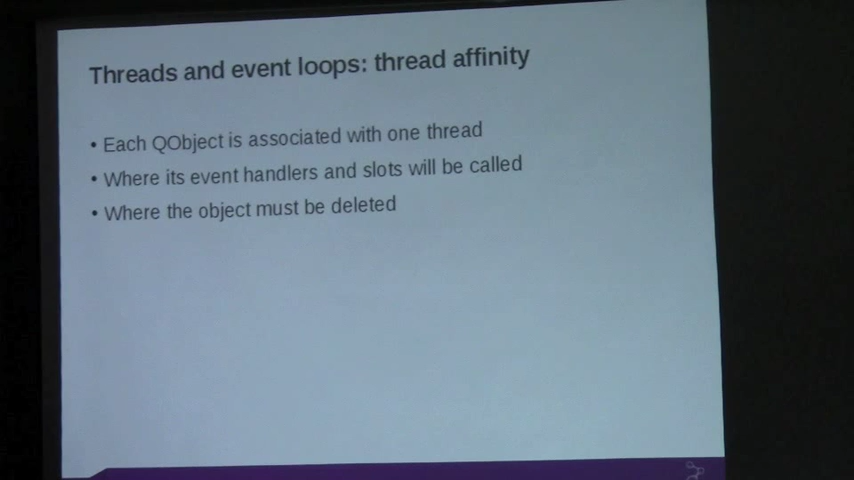 Threads and event loops: thread affinity
• Each QObject is associated with one thread
• Where its event handlers and slots will be called
• Where the object must be deleted